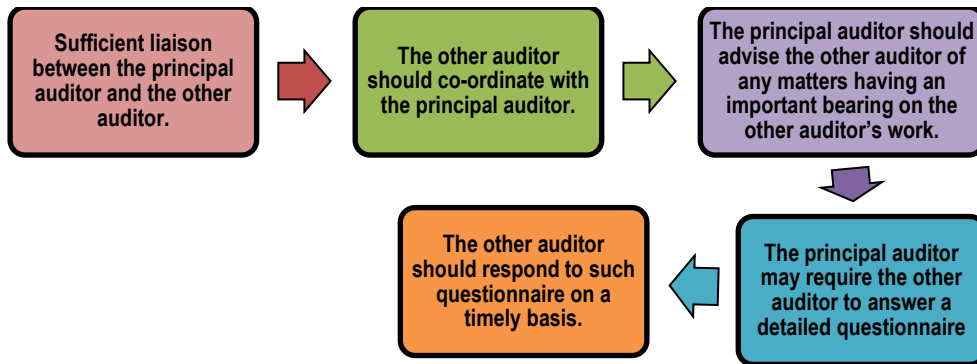 Sufficient liaison
between the principal
auditor and the other
auditor.
The other auditor
should co-ordinate with
the principal auditor.
The principal auditor should
advise the other auditor of
any matters having an
important bearing on the
other auditor’s work.
The principal auditor
may require the other
auditor to answer a
detailed questionnaire
The other auditor
should respond to such
questionnaire on a
timely basis.